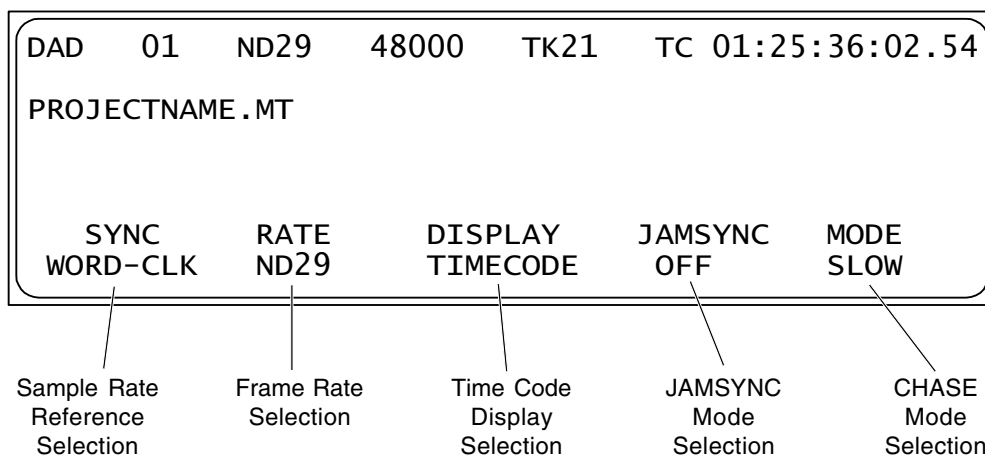 DAD 01 ND29 48000 TK21 TC 01:25:36:02.54
PROJECTNAME.MT
SYNC RATE DISPLAY JAMSYNC MODE
WORD-CLK ND29 TIMECODE OFF SLOW
Sample Rate Reference Selection
Frame Rate Selection
Time Code Display Selection
JAMSYNC Mode Selection
CHASE Mode Selection